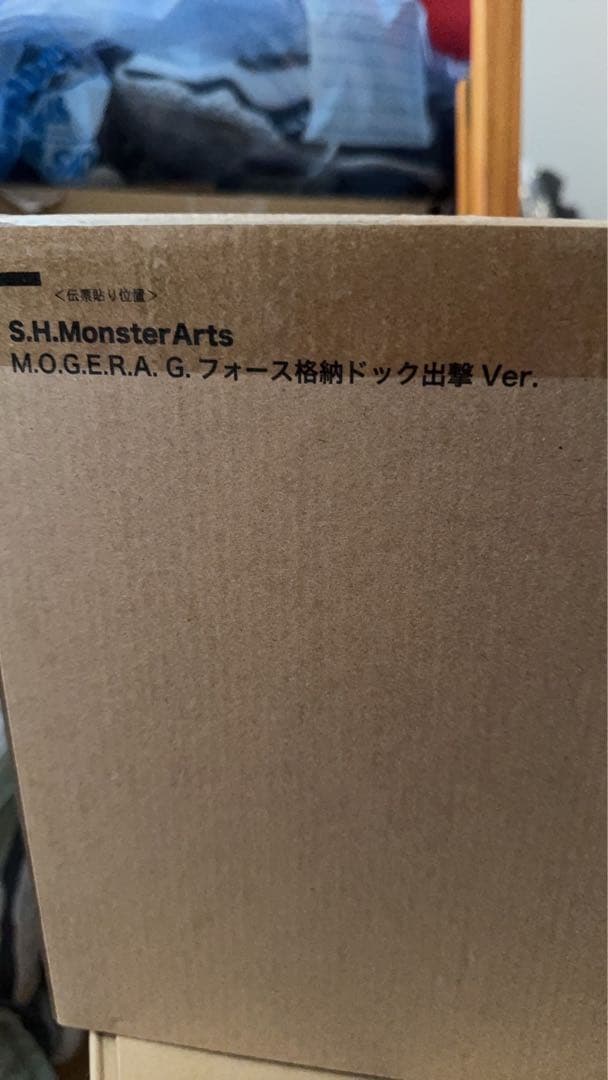 ＜伝票貼り位置＞
S.H.MonsterArts
M.O.G.E.R.A. G. フォース格納ドック出撃 Ver.